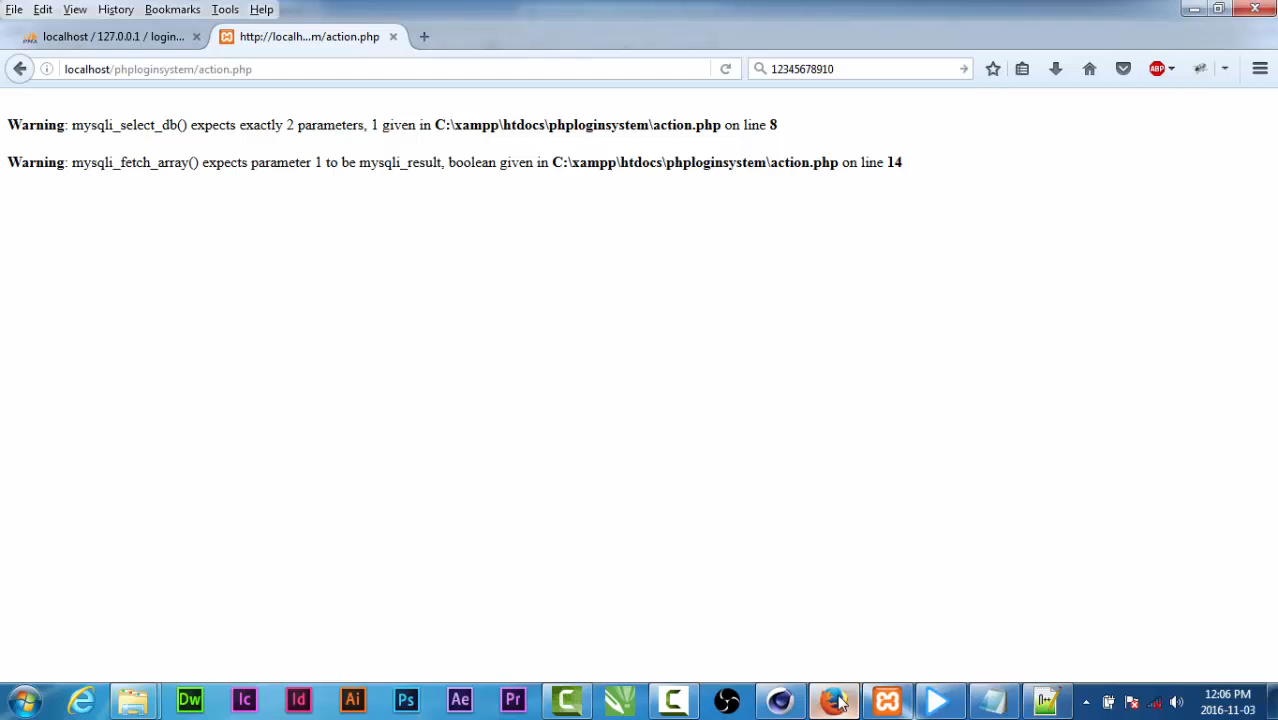 File Edit View History Bookmarks Tools Help
localhost / 127.0.0.1 / login... http://localh...m/action.php
localhost/phploginsystem/action.php 12345678910 ABP
Warning: mysqli_select_db() expects exactly 2 parameters, 1 given in C:\xampp\htdocs\phploginsystem\action.php on line 8
Warning: mysqli_fetch_array() expects parameter 1 to be mysqli_result, boolean given in C:\xampp\htdocs\phploginsystem\action.php on line 14
Dw Ic Id Ai Ps Ae Pr 12:06 PM
2016-11-03